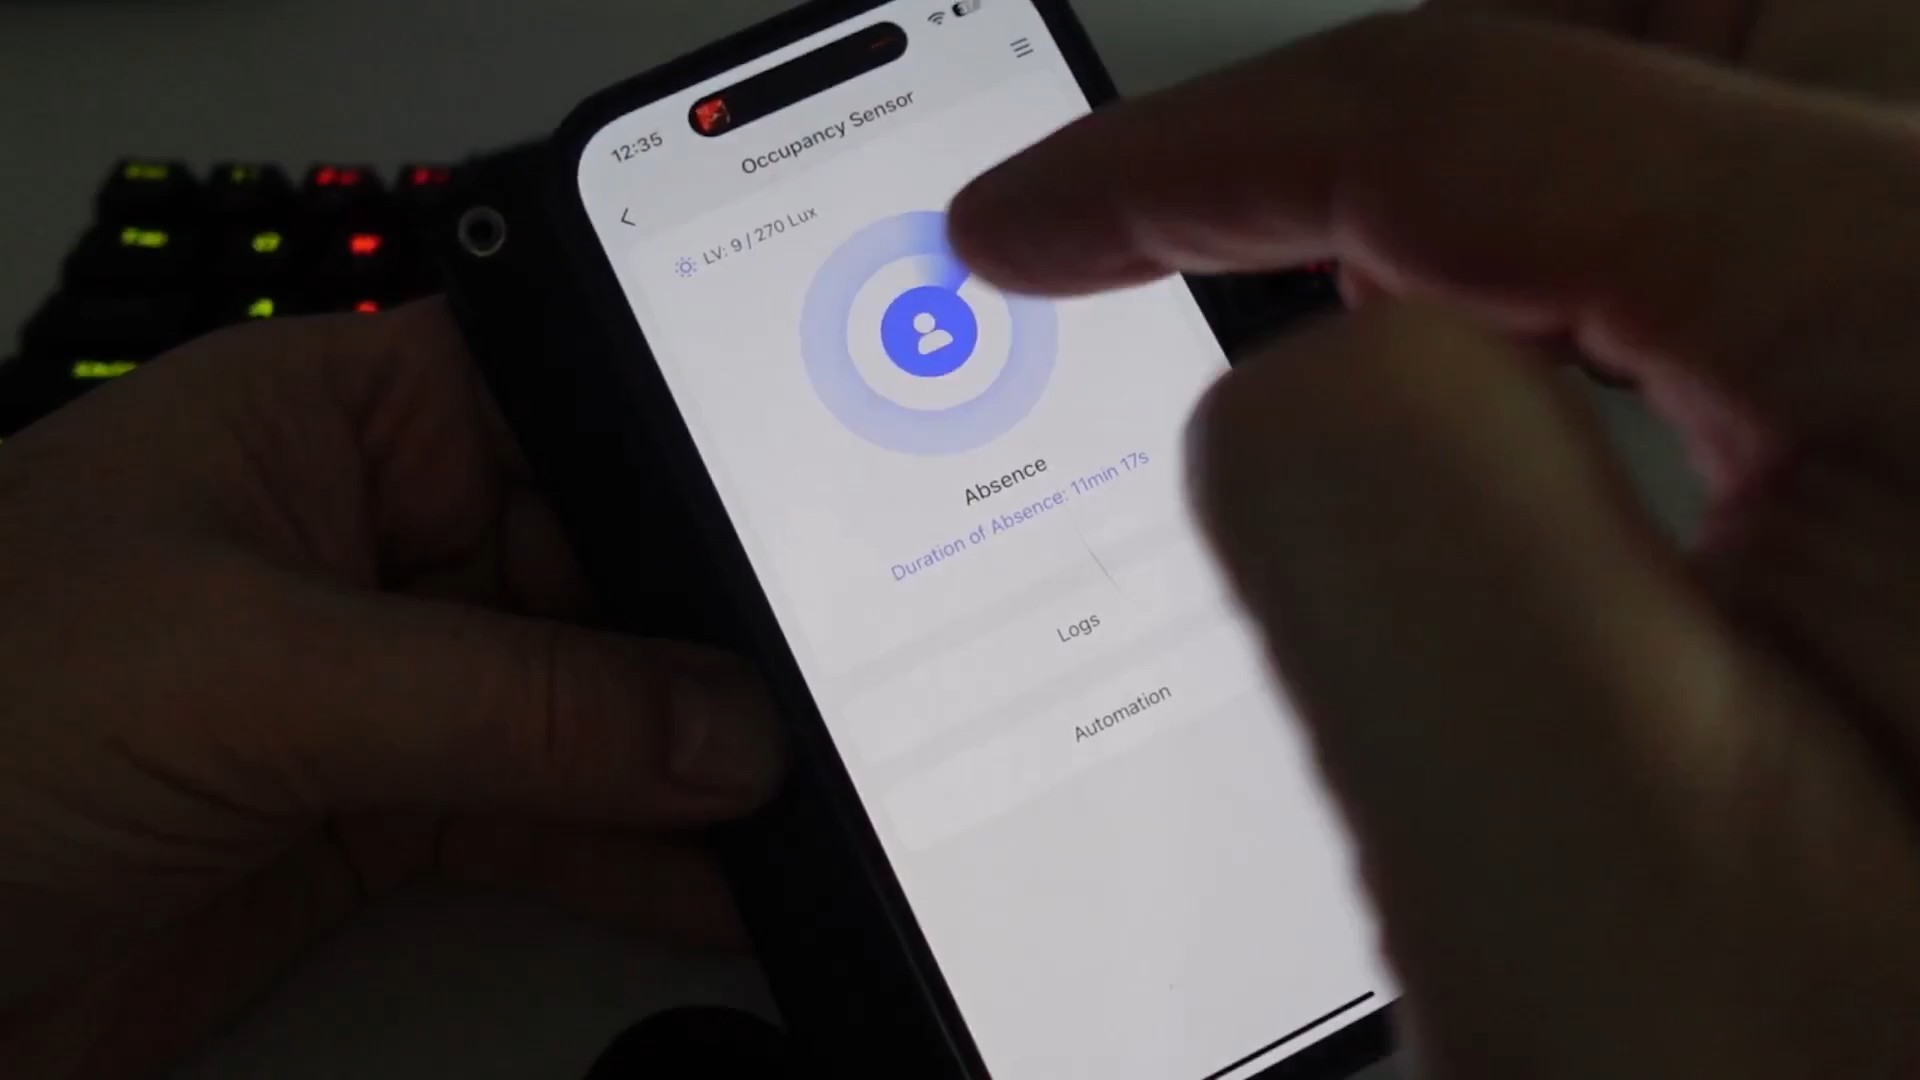 12:35
Occupancy Sensor
LV: 9 / 270 Lux
Absence
Duration of Absence: 11min 17s
Logs
Automation